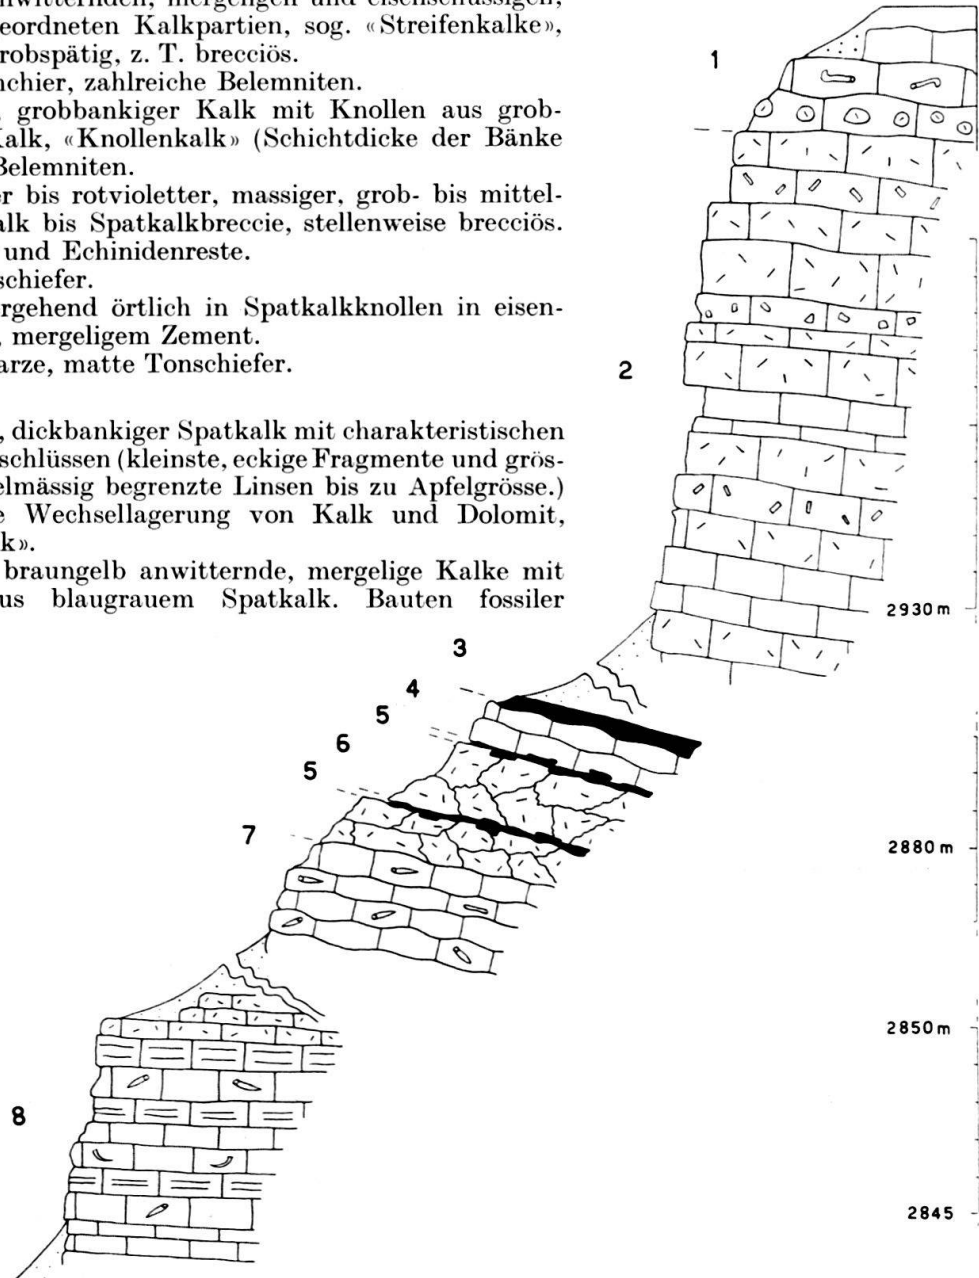 eordneten Kalkpartien, sog. «Streifenkalke»,
robspätig, z. T. brecciös.
nchier, zahlreiche Belemniten.
, grobbankiger Kalk mit Knollen aus grob-
Kalk, «Knollenkalk» (Schichtdicke der Bänke
Belemniten.
er bis rotvioletter, massiger, grob- bis mittel-
alk bis Spatkalkbreccie, stellenweise brecciös.
und Echinidenreste.
schiefer.
rgehend örtlich in Spatkalkknollen in eisen-
, mergeligem Zement.
arze, matte Tonschiefer.
, dickbankiger Spatkalk mit charakteristischen
schlüssen (kleinste, eckige Fragmente und grös-
elmässig begrenzte Linsen bis zu Apfelgrösse.)
e Wechsellagerung von Kalk und Dolomit,
k».
braungelb anwitternde, mergelige Kalke mit
us blaugrauem Spatkalk. Bauten fossiler
1
2
2930 m
3
4
5
6
5
7
2880 m
2850 m
8
2845